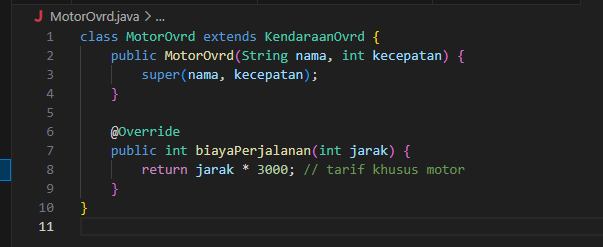 J MotorOvrd.java > ...
1 class MotorOvrd extends KendaraanOvrd {
2     public MotorOvrd(String nama, int kecepatan) {
3         super(nama, kecepatan);
4     }
5
6     @Override
7     public int biayaPerjalanan(int jarak) {
8         return jarak * 3000; // tarif khusus motor
9     }
10 }
11